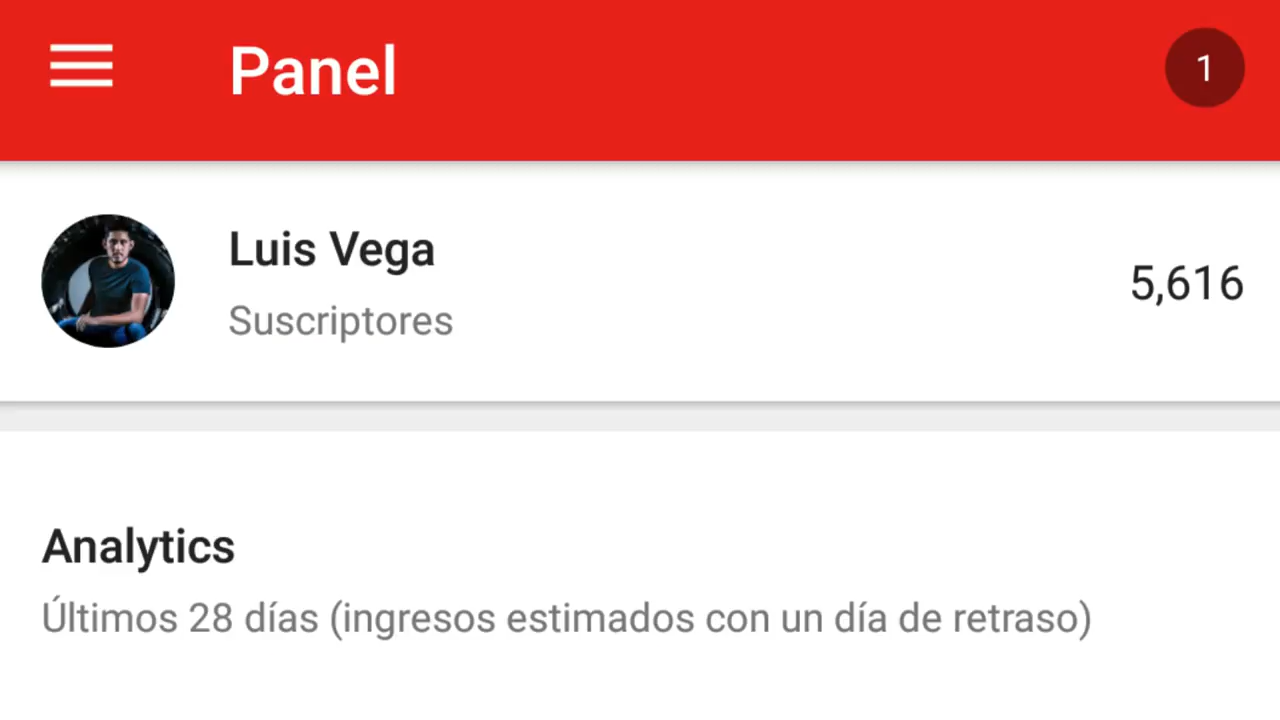 Panel
1
Luis Vega
Suscriptores
5,616
Analytics
Últimos 28 días (ingresos estimados con un día de retraso)